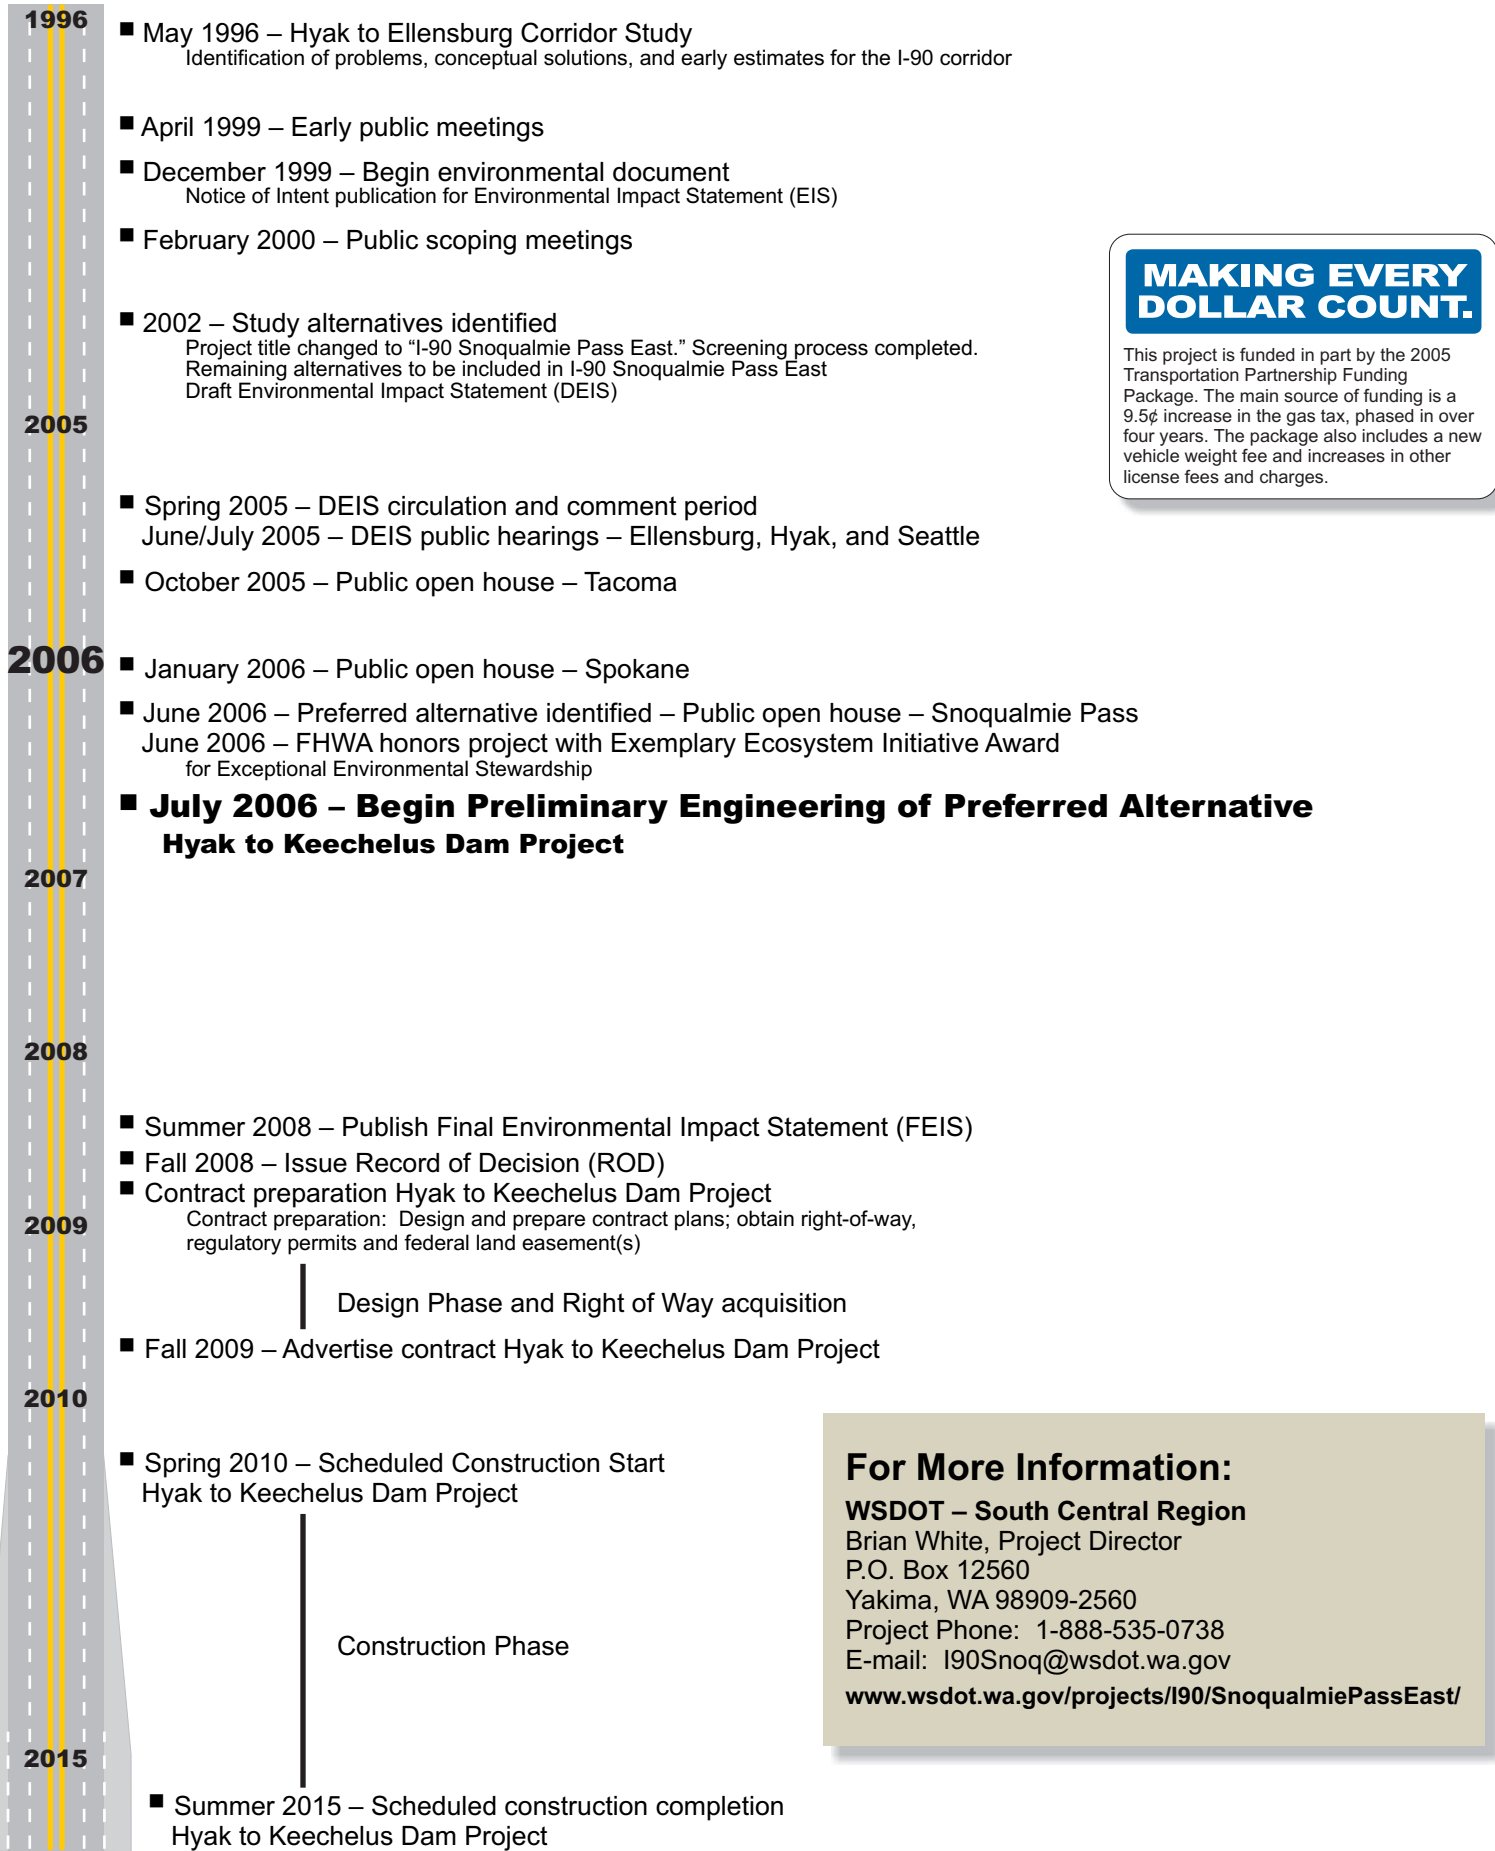 1996
■ May 1996 – Hyak to Ellensburg Corridor Study
Identification of problems, conceptual solutions, and early estimates for the I-90 corridor
■ April 1999 – Early public meetings
■ December 1999 – Begin environmental document
Notice of Intent publication for Environmental Impact Statement (EIS)
■ February 2000 – Public scoping meetings
■ 2002 – Study alternatives identified
Project title changed to “I-90 Snoqualmie Pass East.” Screening process completed.
Remaining alternatives to be included in I-90 Snoqualmie Pass East
Draft Environmental Impact Statement (DEIS)
MAKING EVERY
DOLLAR COUNT.
This project is funded in part by the 2005
Transportation Partnership Funding
Package. The main source of funding is a
9.5¢ increase in the gas tax, phased in over
four years. The package also includes a new
vehicle weight fee and increases in other
license fees and charges.
2005
■ Spring 2005 – DEIS circulation and comment period
June/July 2005 – DEIS public hearings – Ellensburg, Hyak, and Seattle
■ October 2005 – Public open house – Tacoma
2006
■ January 2006 – Public open house – Spokane
■ June 2006 – Preferred alternative identified – Public open house – Snoqualmie Pass
June 2006 – FHWA honors project with Exemplary Ecosystem Initiative Award
for Exceptional Environmental Stewardship
■ July 2006 – Begin Preliminary Engineering of Preferred Alternative
Hyak to Keechelus Dam Project
2007
2008
■ Summer 2008 – Publish Final Environmental Impact Statement (FEIS)
■ Fall 2008 – Issue Record of Decision (ROD)
■ Contract preparation Hyak to Keechelus Dam Project
Contract preparation: Design and prepare contract plans; obtain right-of-way,
regulatory permits and federal land easement(s)
2009
Design Phase and Right of Way acquisition
■ Fall 2009 – Advertise contract Hyak to Keechelus Dam Project
2010
■ Spring 2010 – Scheduled Construction Start
Hyak to Keechelus Dam Project
Construction Phase
For More Information:
WSDOT – South Central Region
Brian White, Project Director
P.O. Box 12560
Yakima, WA 98909-2560
Project Phone: 1-888-535-0738
E-mail: I90Snoq@wsdot.wa.gov
www.wsdot.wa.gov/projects/I90/SnoqualmiePassEast/
2015
■ Summer 2015 – Scheduled construction completion
Hyak to Keechelus Dam Project